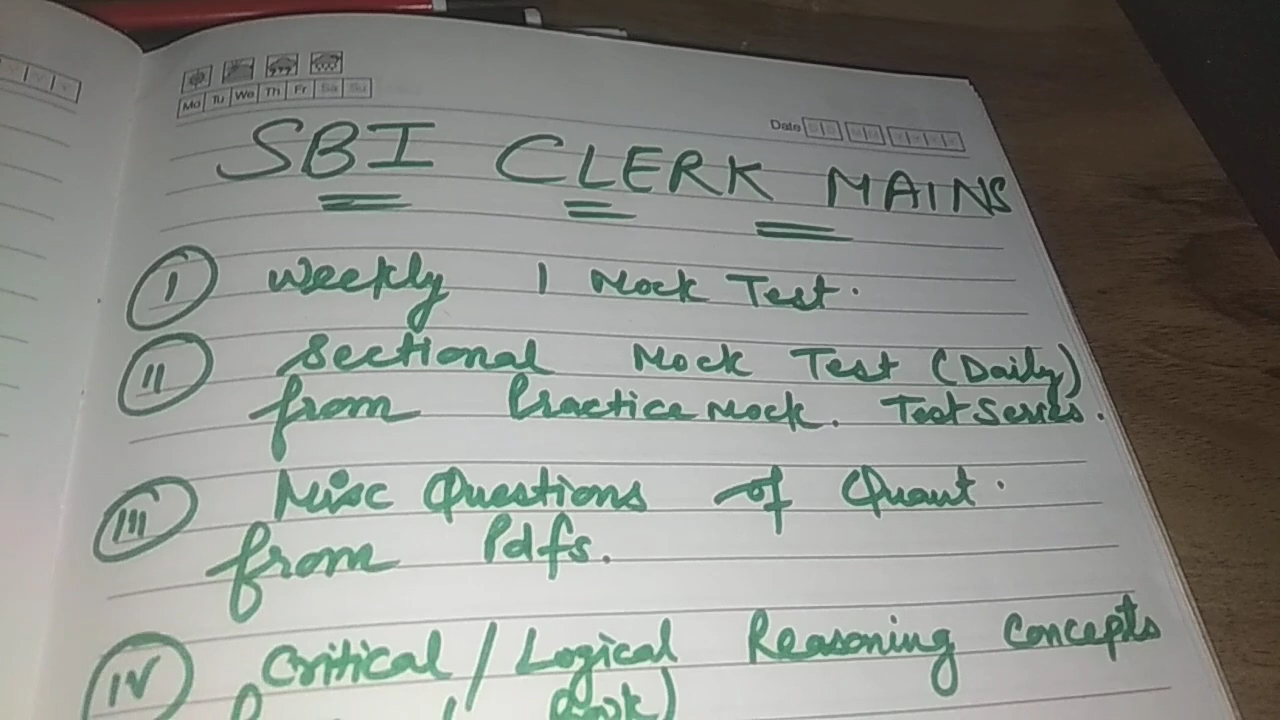 Mo Tu We Th Fr Sa Su
Date
SBI CLERK MAINS
I Weekly 1 Mock Test.
II Sectional Mock Test (Daily)
from Practice Mock. Test Series.
III Misc Questions of Quant.
from Pdfs.
IV Critical / Logical Reasoning Concepts